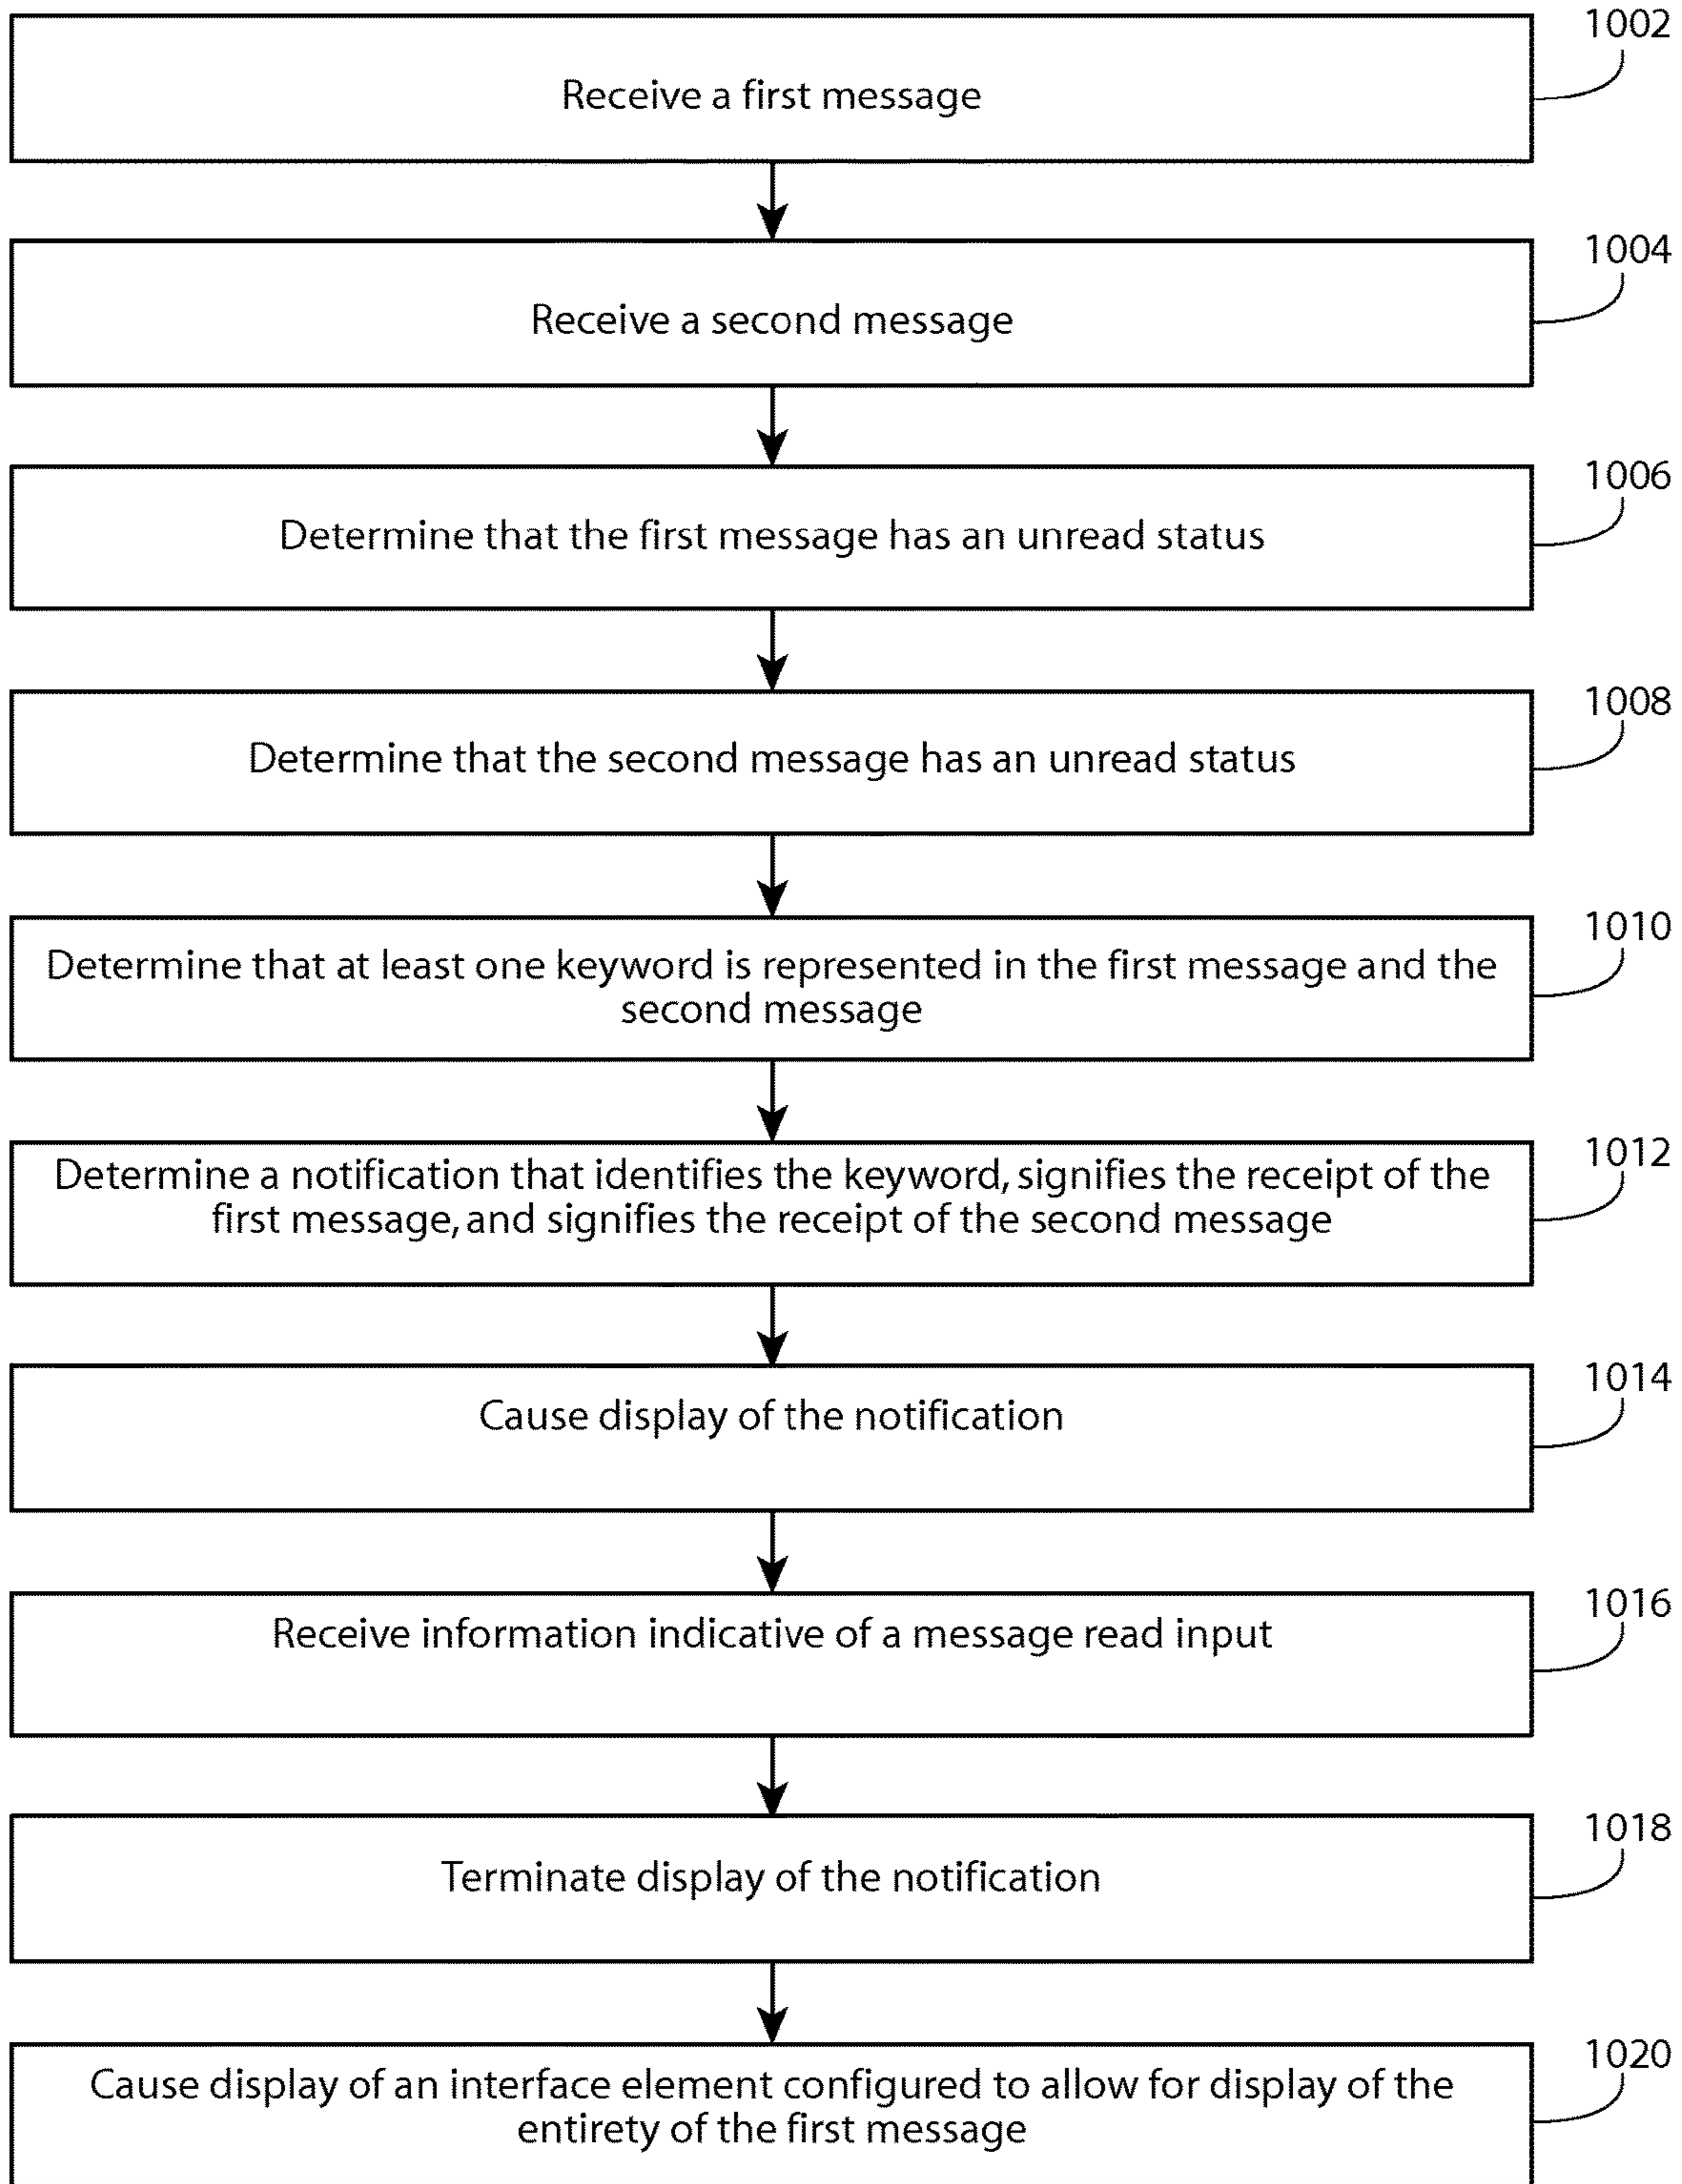 1002
Receive a first message
1004
Receive a second message
1006
Determine that the first message has an unread status
1008
Determine that the second message has an unread status
1010
Determine that at least one keyword is represented in the first message and the
second message
1012
Determine a notification that identifies the keyword, signifies the receipt of the
first message, and signifies the receipt of the second message
1014
Cause display of the notification
1016
Receive information indicative of a message read input
1018
Terminate display of the notification
1020
Cause display of an interface element configured to allow for display of the
entirety of the first message